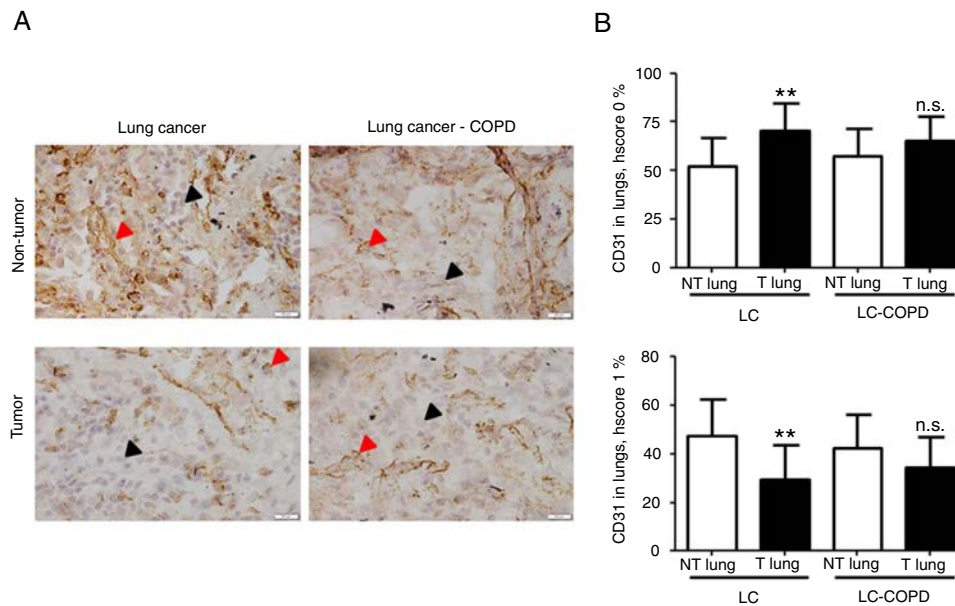 A
Lung cancer
Lung cancer - COPD
Non-tumor
Tumor
B
CD31 in lungs, hscore 0 %
100
75
50
25
0
**
n.s.
NT lung
T lung
NT lung
T lung
LC
LC-COPD
CD31 in lungs, hscore 1 %
80
60
40
20
0
**
n.s.
NT lung
T lung
NT lung
T lung
LC
LC-COPD